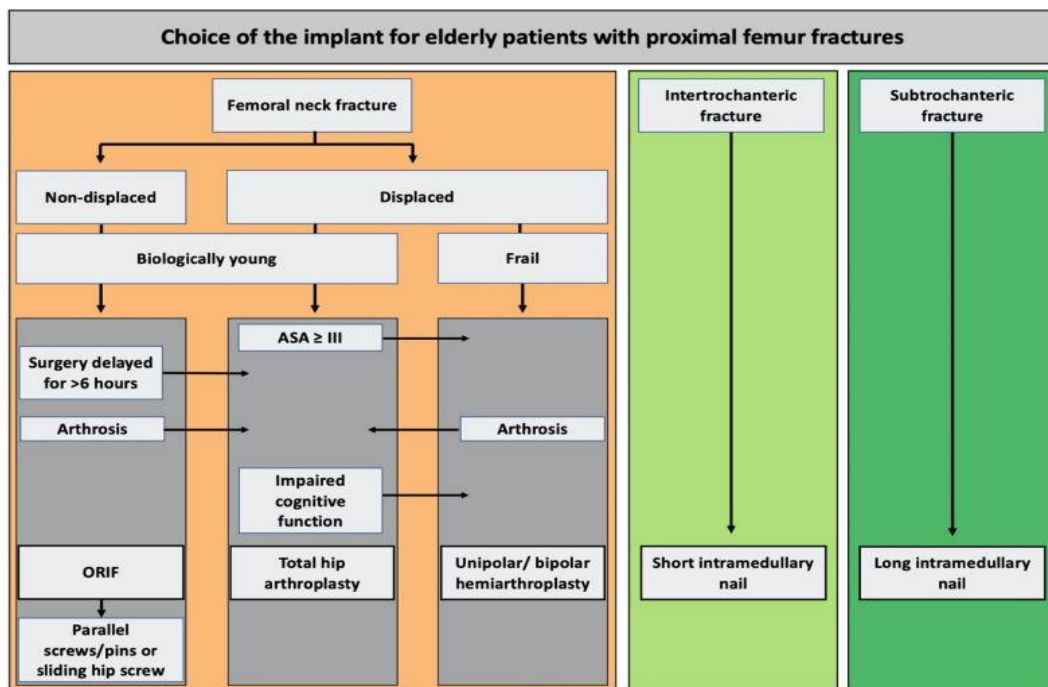 Choice of the implant for elderly patients with proximal femur fractures
Femoral neck fracture
Non-displaced
Displaced
Biologically young
Frail
ASA ≥ III
Surgery delayed
for >6 hours
Arthrosis
Arthrosis
Impaired
cognitive
function
ORIF
Total hip
arthroplasty
Unipolar/ bipolar
hemiarthroplasty
Parallel
screws/pins or
sliding hip screw
Intertrochanteric
fracture
Short intramedullary
nail
Subtrochanteric
fracture
Long intramedullary
nail